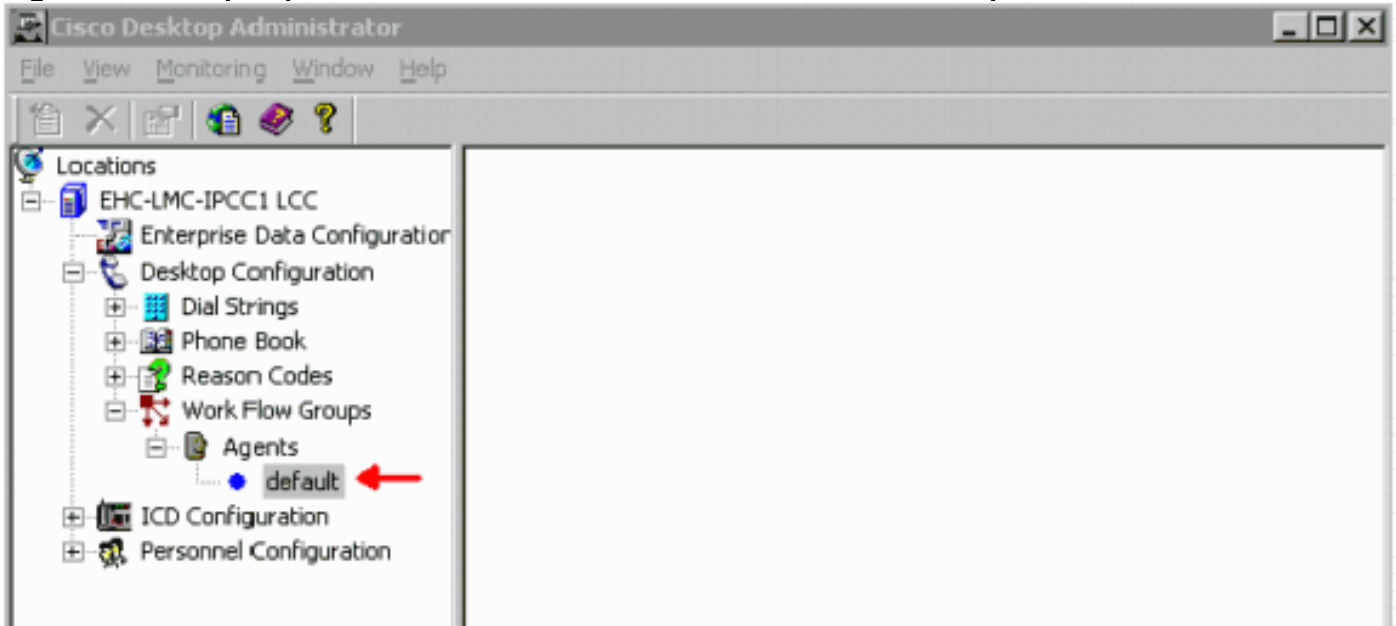 Cisco Desktop Administrator
File View Monitoring Window Help
Locations
EHC-LMC-IPCC1 LCC
Enterprise Data Configuration
Desktop Configuration
Dial Strings
Phone Book
Reason Codes
Work Flow Groups
Agents
default
ICD Configuration
Personnel Configuration